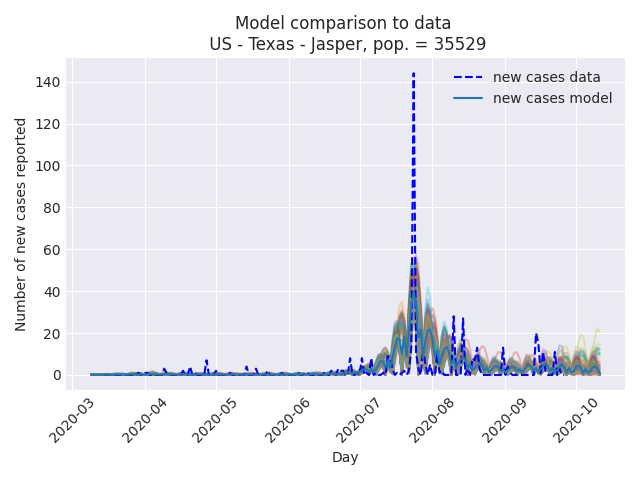 Model comparison to data
US - Texas - Jasper, pop. = 35529
new cases data
new cases model
Number of new cases reported
140
120
100
80
60
40
20
0
2020-03
2020-04
2020-05
2020-06
2020-07
2020-08
2020-09
2020-10
Day